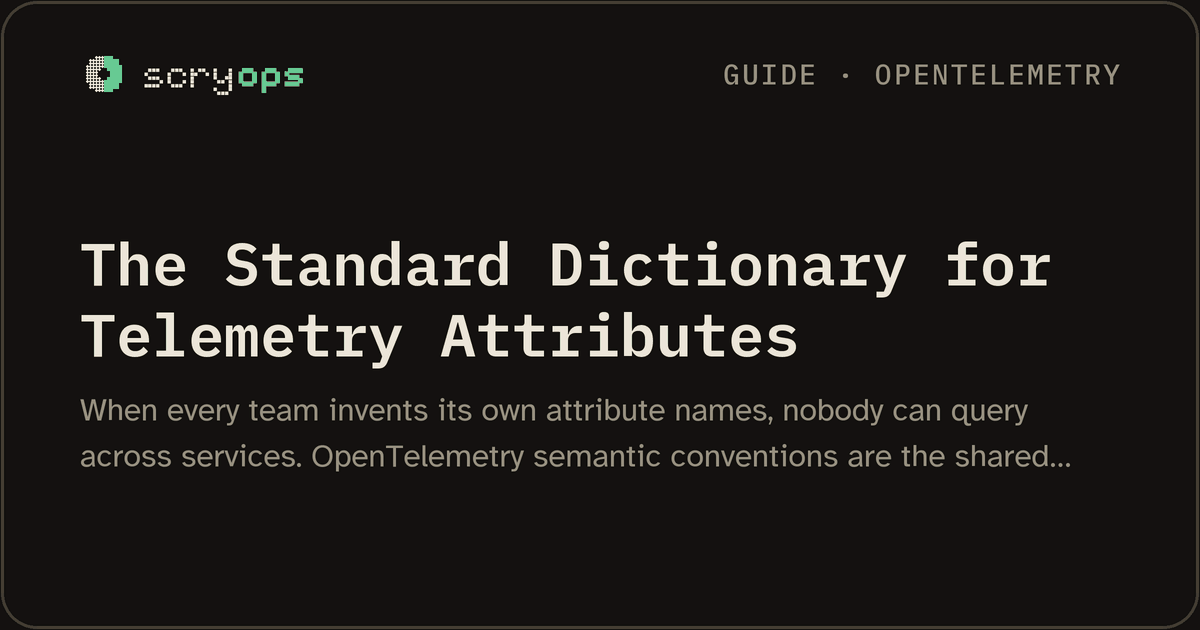 scryops
GUIDE · OPENTELEMETRY
The Standard Dictionary for
Telemetry Attributes
When every team invents its own attribute names, nobody can query
across services. OpenTelemetry semantic conventions are the shared...